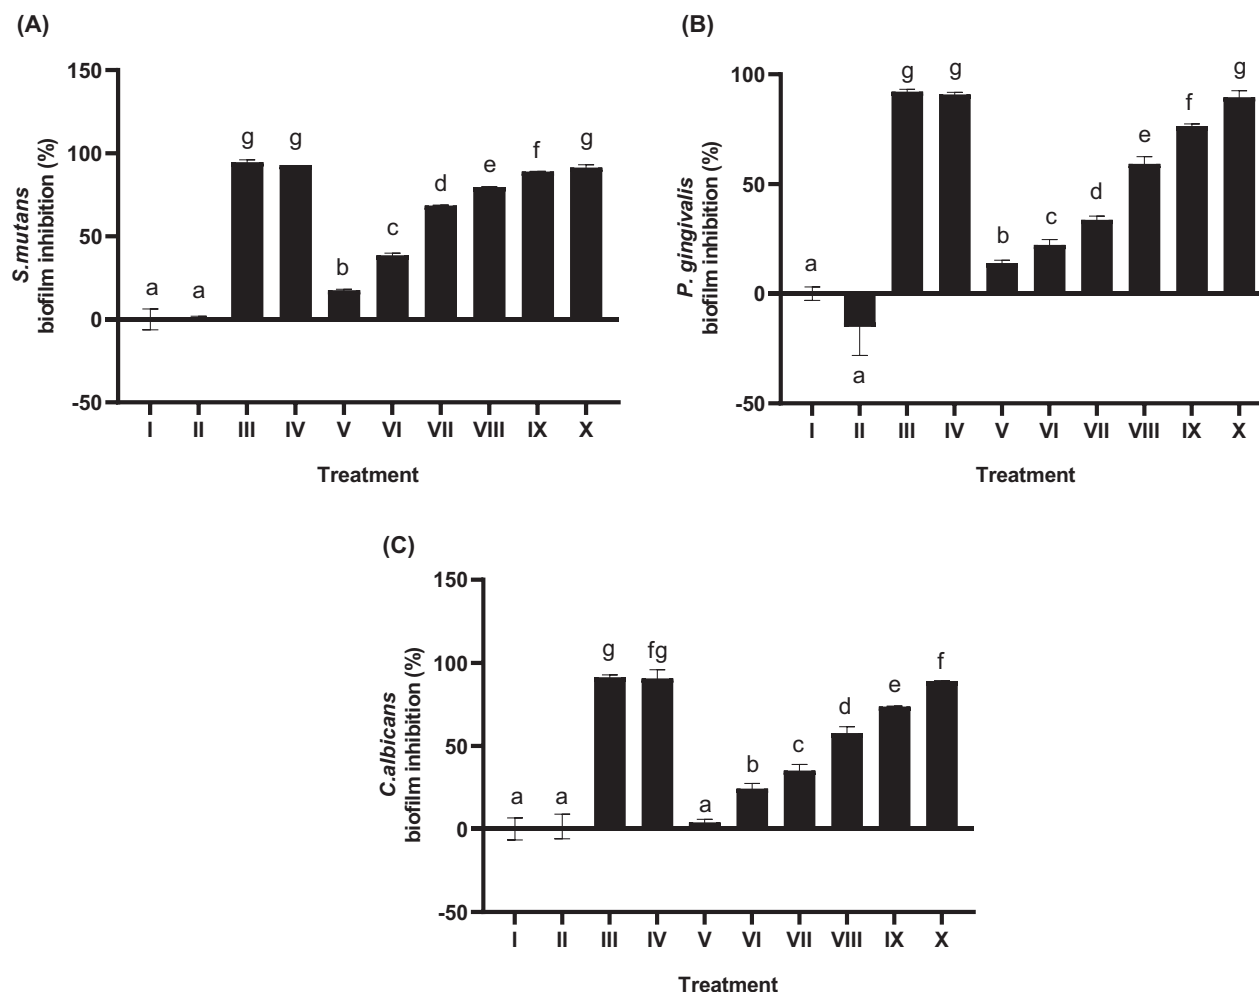 (A)
S.mutans
biofilm inhibition (%)
150
100
50
0
-50
a a g g b c d e f g
I II III IV V VI VII VIII IX X
Treatment
(B)
P. gingivalis
biofilm inhibition (%)
100
50
0
-50
a a g g b c d e f g
I II III IV V VI VII VIII IX X
Treatment
(C)
C.albicans
biofilm inhibition (%)
150
100
50
0
-50
a a g fg a b c d e f
I II III IV V VI VII VIII IX X
Treatment